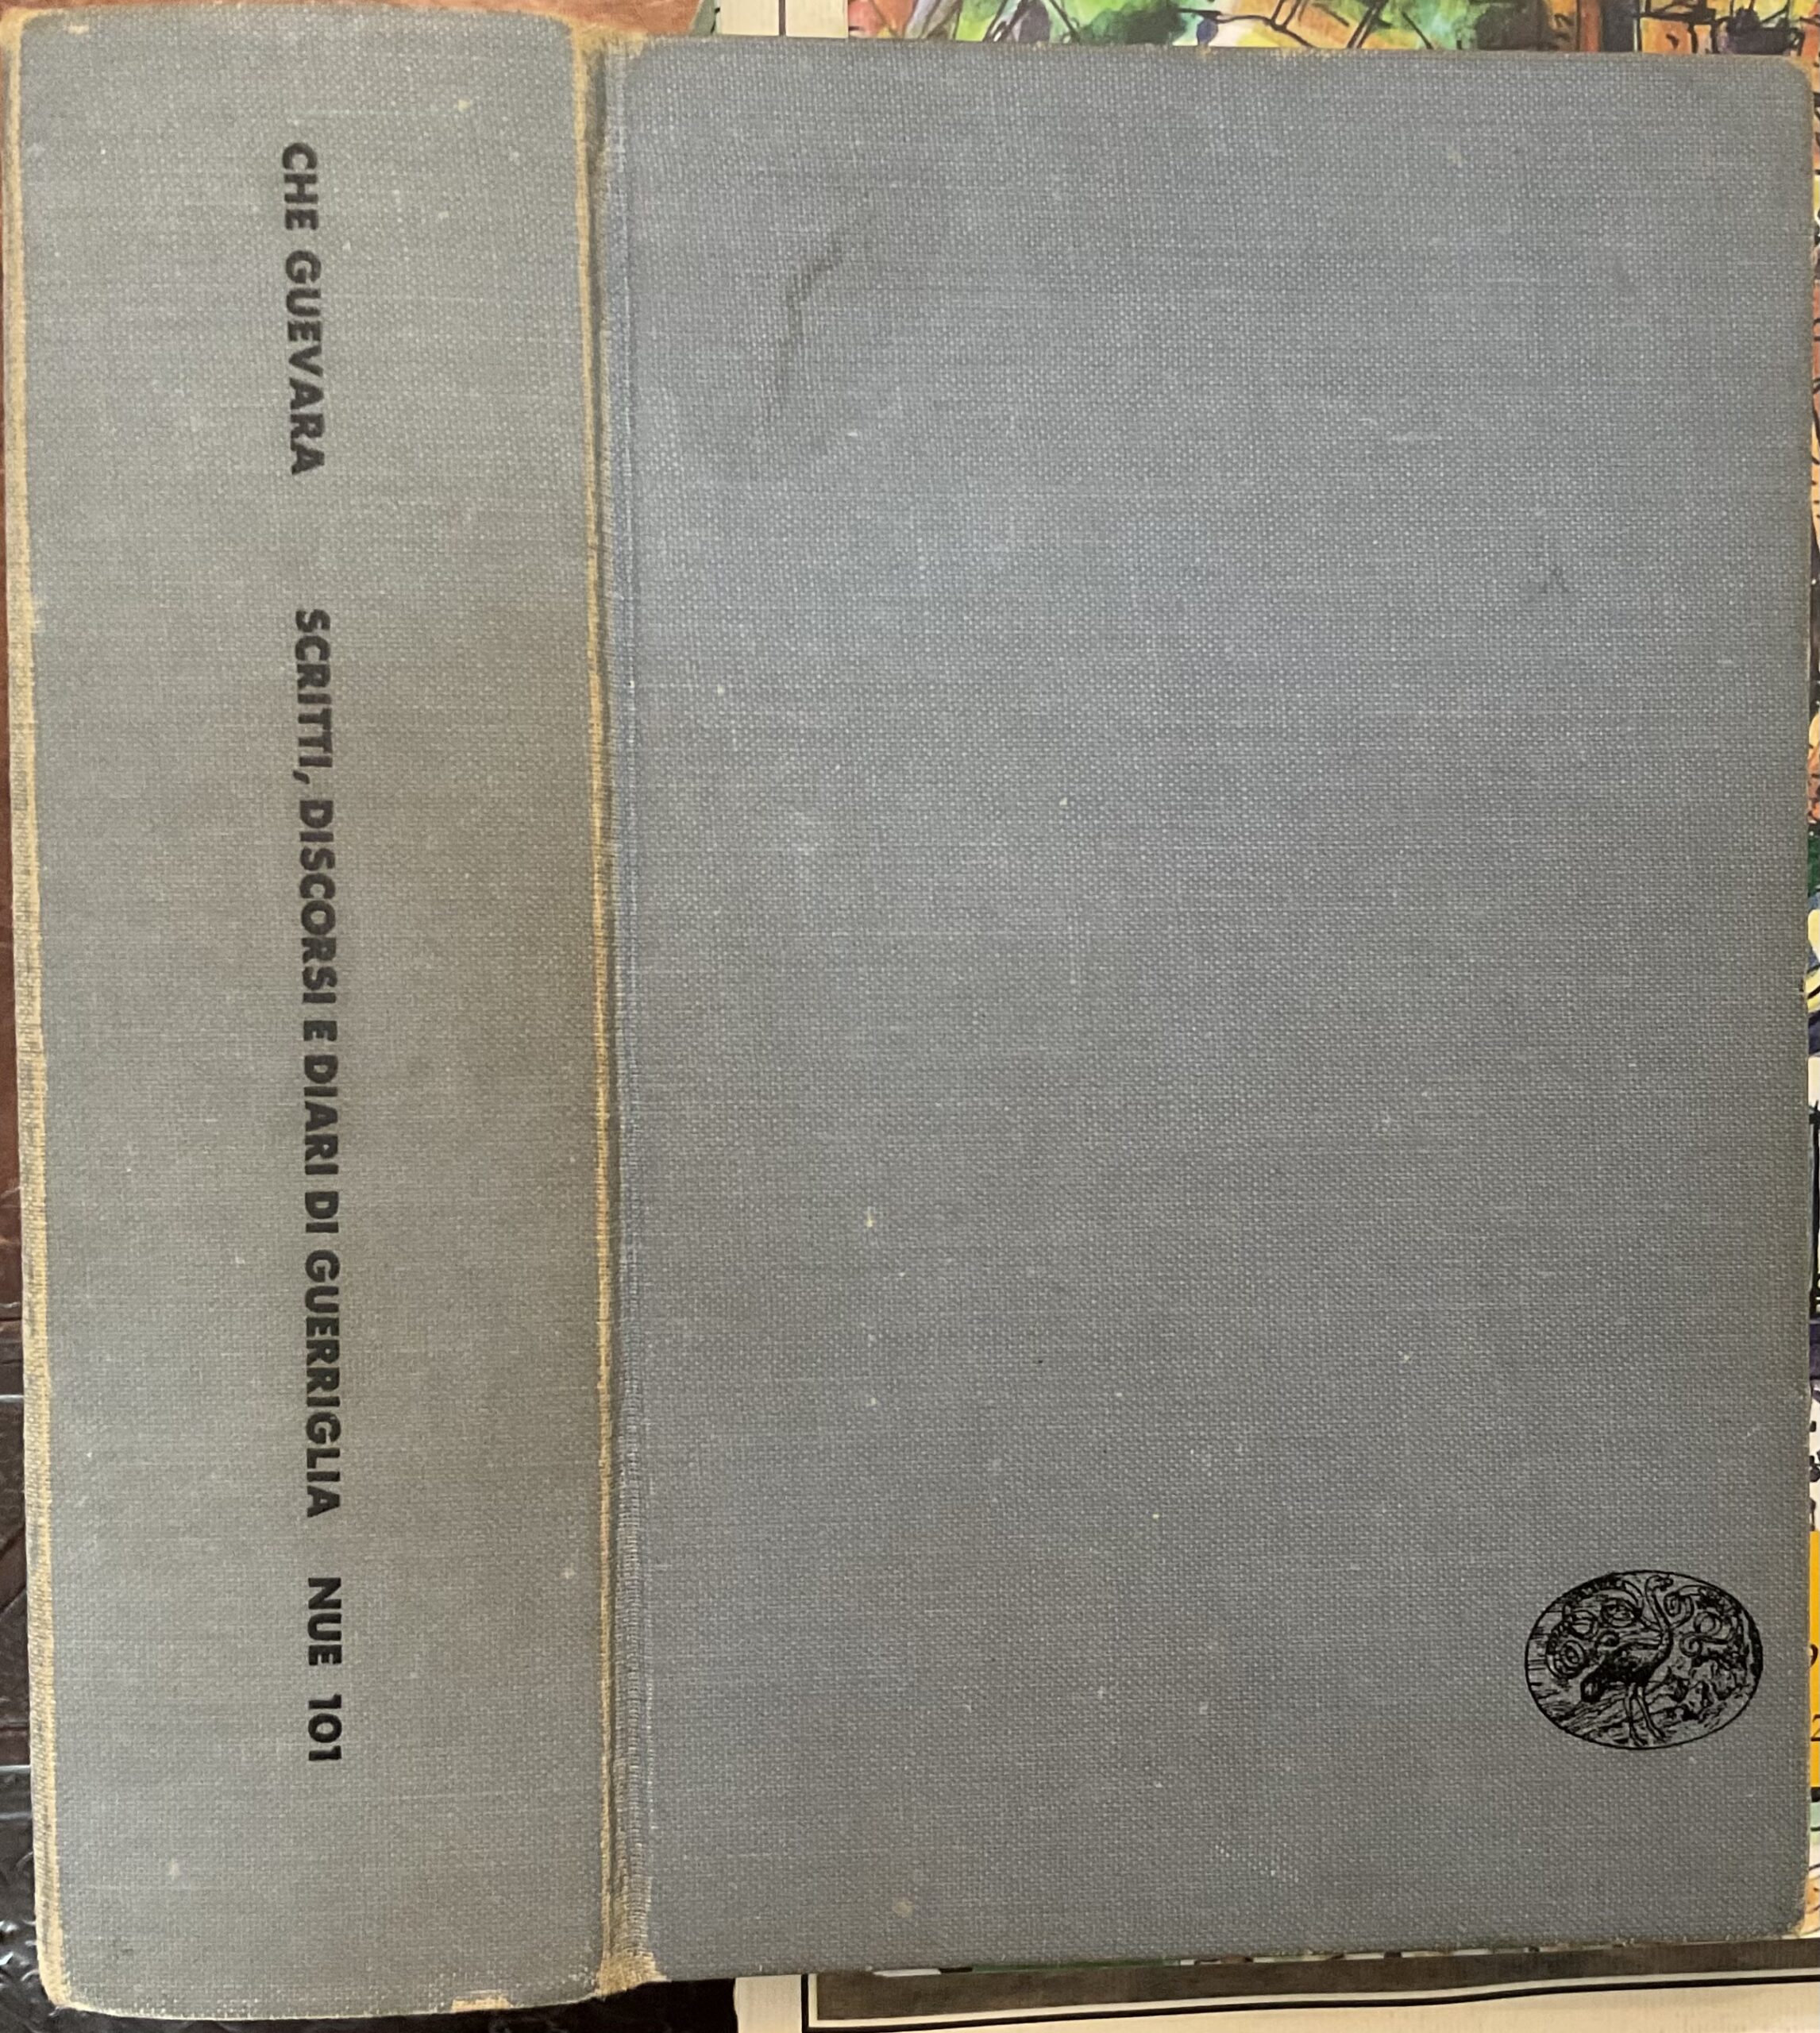 CHE GUEVARA SCRITTI, DISCORSI E DIARI DI GUERRIGLIA NUE 101